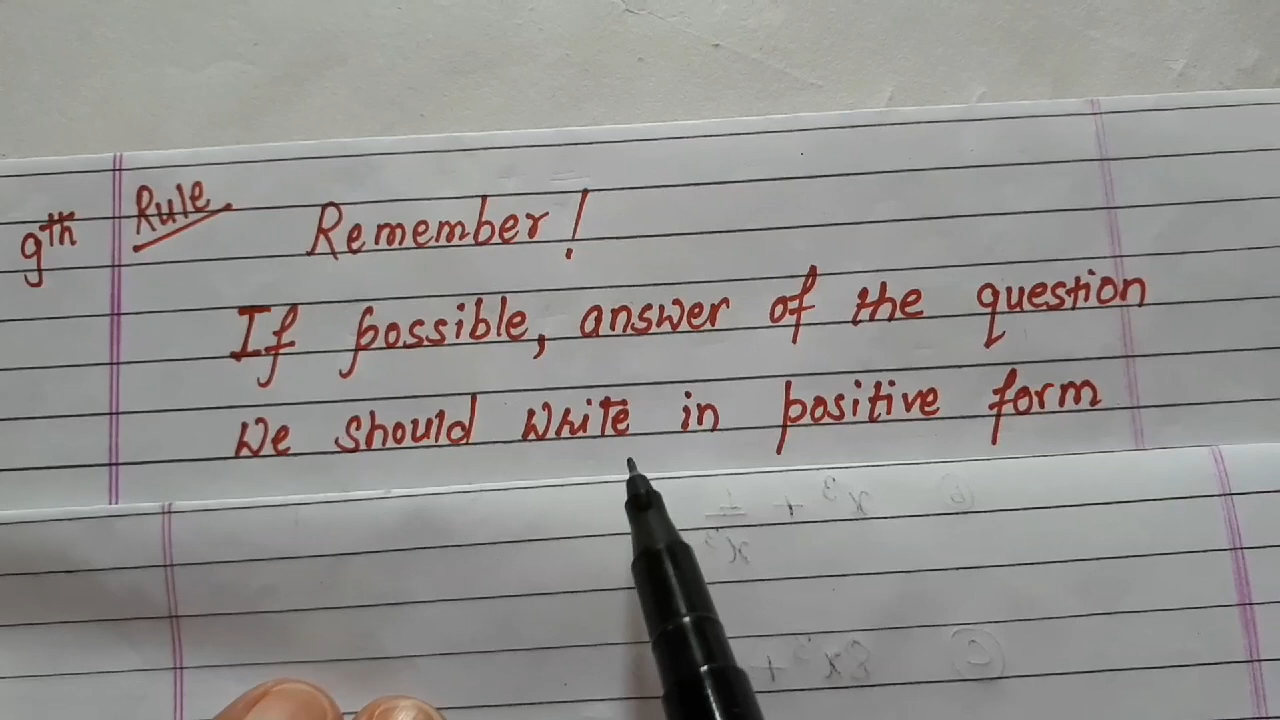 9th Rule Remember!
If possible, answer of the question
we should write in positive form